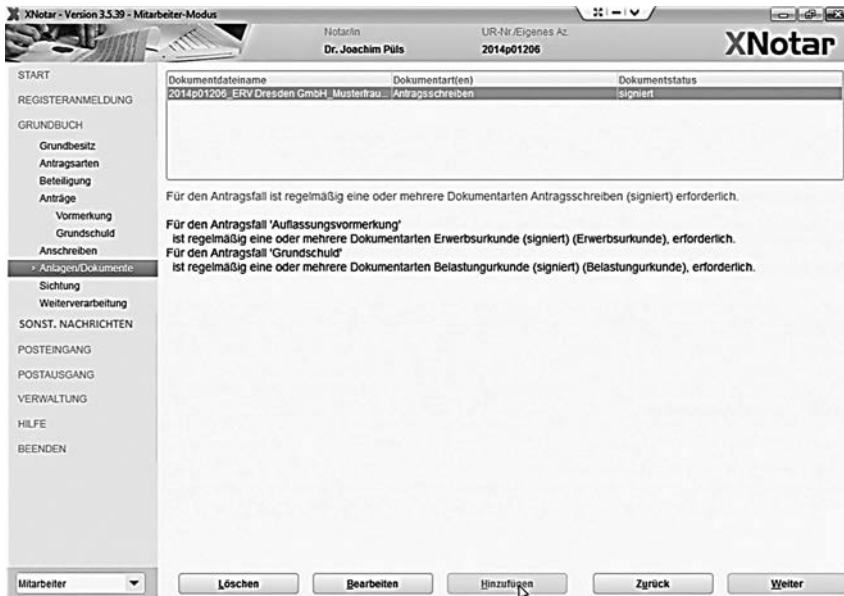 XNotar - Version 3.5.39 - Mitarbeiter-Modus
Notar/in UR-Nr./Eigenes Az.
Dr. Joachim Püls 2014p01206
XNotar
START
REGISTERANMELDUNG
GRUNDBUCH
Grundbesitz
Antragsarten
Beteiligung
Anträge
Vormerkung
Grundschuld
Anschreiben
Anlagen/Dokumente
Sichtung
Weiterverarbeitung
SONST. NACHRICHTEN
POSTEINGANG
POSTAUSGANG
VERWALTUNG
HILFE
BEENDEN
Mitarbeiter
Dokumentdateiname Dokumentart(en) Dokumentstatus
2014p01206_ERV Dresden GmbH_Musterfrau... Antragsschreiben signiert
Für den Antragsfall ist regelmäßig eine oder mehrere Dokumentarten Antragsschreiben (signiert) erforderlich.
Für den Antragsfall 'Auflassungsvormerkung'
ist regelmäßig eine oder mehrere Dokumentarten Erwerbsurkunde (signiert) (Erwerbsurkunde), erforderlich.
Für den Antragsfall 'Grundschuld'
ist regelmäßig eine oder mehrere Dokumentarten Belastungurkunde (signiert) (Belastungurkunde), erforderlich.
Löschen Bearbeiten Hinzufügen Zurück Weiter